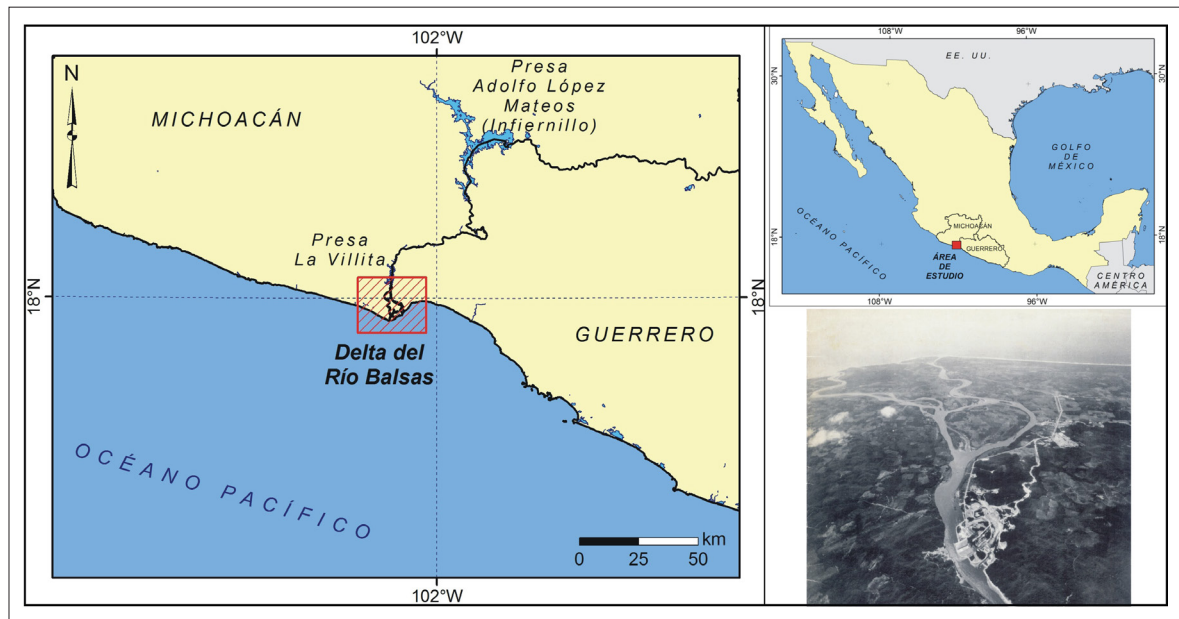 102°W
N
MICHOACÁN
Presa
Adolfo López
Mateos
(Infiernillo)
Presa
La Villita
18°N
18°N
GUERRERO
Delta del
Río Balsas
OCÉANO PACÍFICO
km
0 25 50
102°W
108°W 96°W
EE. UU.
30°N
30°N
GOLFO
DE
MÉXICO
OCÉANO PACÍFICO
18°N
18°N
MICHOACÁN
GUERRERO
ÁREA
DE
ESTUDIO
CENTRO
AMÉRICA
108°W 96°W